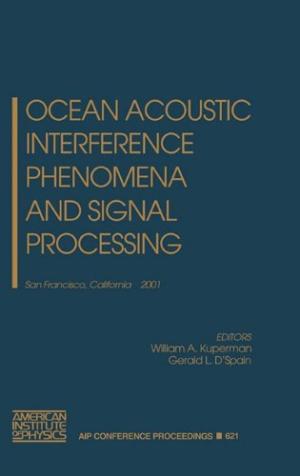 OCEAN ACOUSTIC
INTERFERENCE
PHENOMENA
AND SIGNAL
PROCESSING
San Francisco, California 2001
EDITORS
William A. Kuperman
Gerald L. D'Spain
AMERICAN
INSTITUTE
OF PHYSICS
AIP CONFERENCE PROCEEDINGS ■ 621